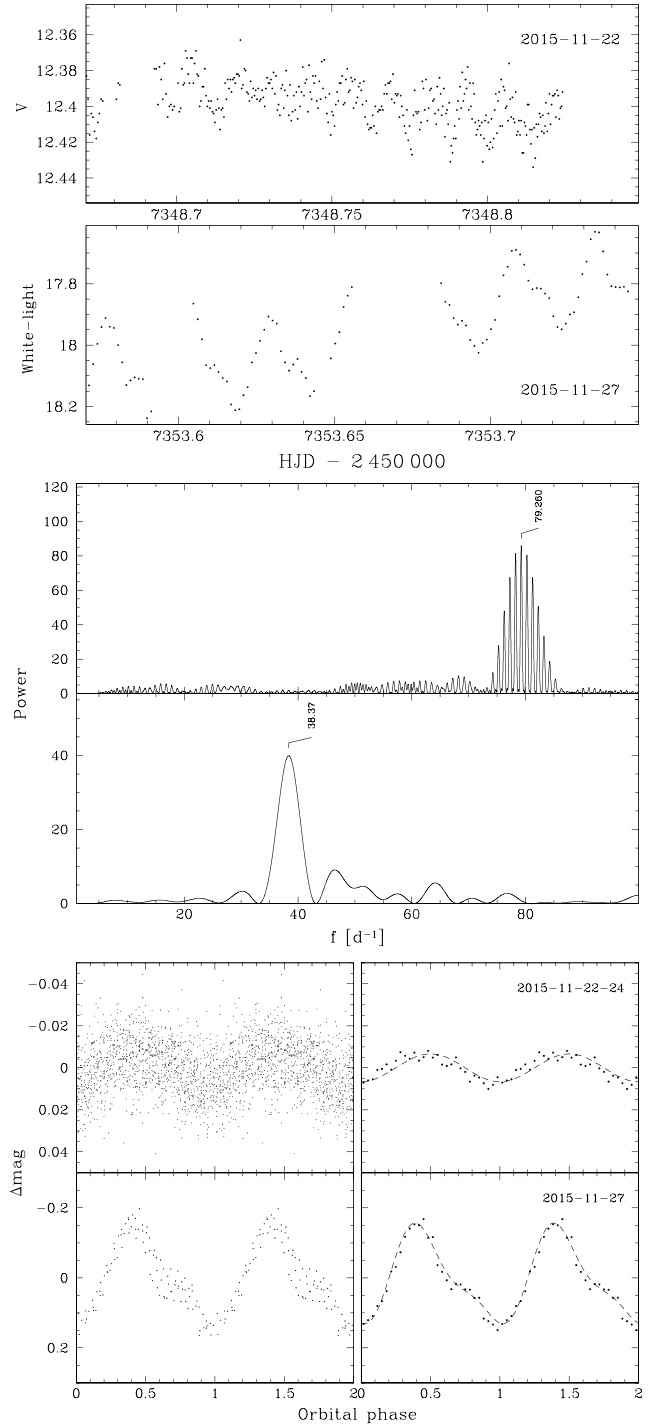 2015-11-22
12.36
12.38
12.4
12.42
12.44
V
7348.7 7348.75 7348.8
17.8
18
18.2
White-light
2015-11-27
7353.6 7353.65 7353.7
HJD − 2 450 000
120
100
80
60
40
20
0
79.260
Power
38.37
40
20
0
20 40 60 80
f [d⁻¹]
−0.04
−0.02
0
0.02
0.04
2015-11-22-24
Δmag
−0.2
0
0.2
2015-11-27
0 0.5 1 1.5 2 0 0.5 1 1.5 2
Orbital phase